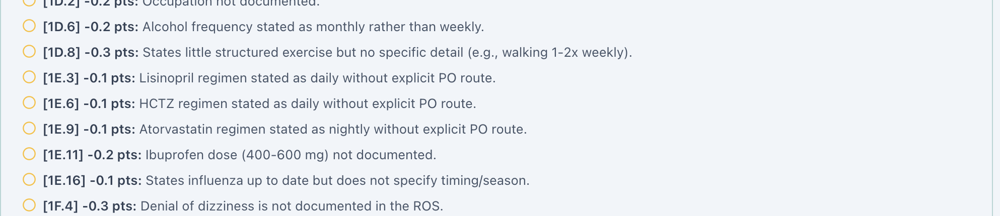 [1D.2] -0.2 pts: Occupation not documented.
[1D.6] -0.2 pts: Alcohol frequency stated as monthly rather than weekly.
[1D.8] -0.3 pts: States little structured exercise but no specific detail (e.g., walking 1-2x weekly).
[1E.3] -0.1 pts: Lisinopril regimen stated as daily without explicit PO route.
[1E.6] -0.1 pts: HCTZ regimen stated as daily without explicit PO route.
[1E.9] -0.1 pts: Atorvastatin regimen stated as nightly without explicit PO route.
[1E.11] -0.2 pts: Ibuprofen dose (400-600 mg) not documented.
[1E.16] -0.1 pts: States influenza up to date but does not specify timing/season.
[1F.4] -0.3 pts: Denial of dizziness is not documented in the ROS.